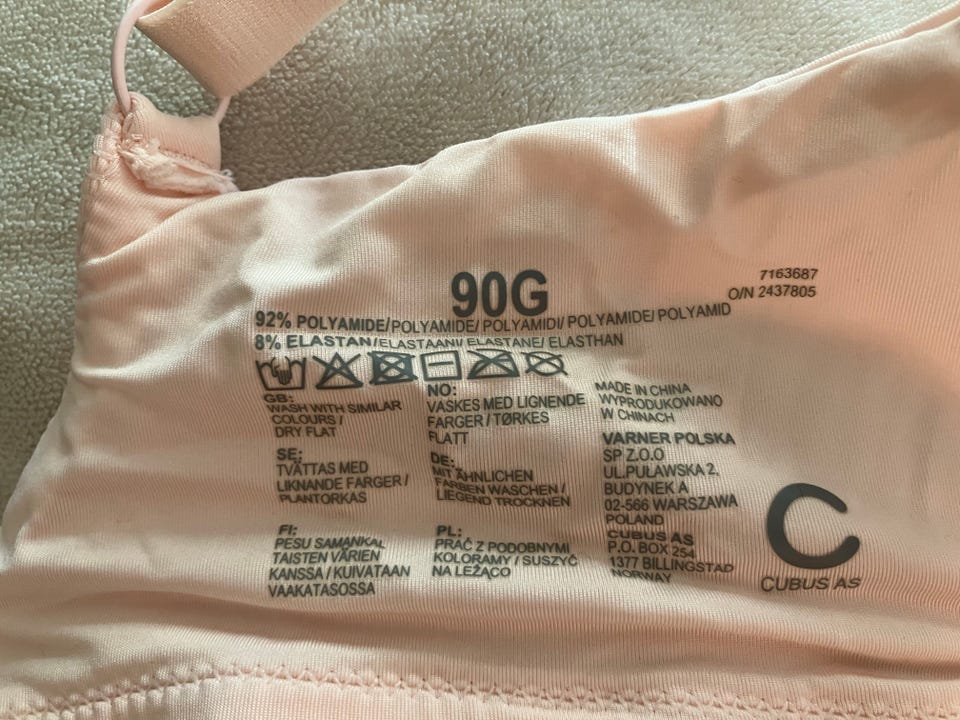 90G
7163687
O/N 2437805
92% POLYAMIDE/POLYAMIDE/ POLYAMIDI/ POLYAMIDE/ POLYAMID
8% ELASTAN/ELASTAANI/ ELASTANE/ ELASTHAN
GB:
WASH WITH SIMILAR
COLOURS /
DRY FLAT
SE:
TVÄTTAS MED
LIKNANDE FARGER /
PLANTORKAS
FI:
PESU SAMANKAL
TAISTEN VÄRIEN
KANSSA / KUIVATAAN
VAAKATASOSSA
NO:
VASKES MED LIGNENDE
FARGER / TØRKES
FLATT
DE:
MIT ÄHNLICHEN
FARBEN WASCHEN /
LIEGEND TROCKNEN
PL:
PRAĆ Z PODOBNYMI
KOLORAMY / SUSZYĆ
NA LEŻĄCO
MADE IN CHINA
WYPRODUKOWANO
W CHINACH
VARNER POLSKA
SP Z.O.O
UL.PUŁAWSKA 2.
BUDYNEK A
02-566 WARSZAWA
POLAND
CUBUS AS
P.O. BOX 254
1377 BILLINGSTAD
NORWAY
C
CUBUS AS